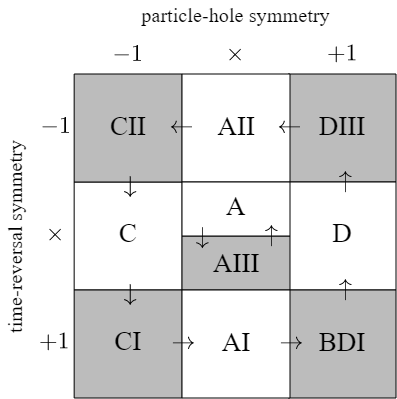 particle-hole symmetry
−1 × +1
time-reversal symmetry
−1 CII ← AII ← DIII
↓ ↑
× C A D
↓ ↑
AIII
↓ ↑
+1 CI → AI → BDI